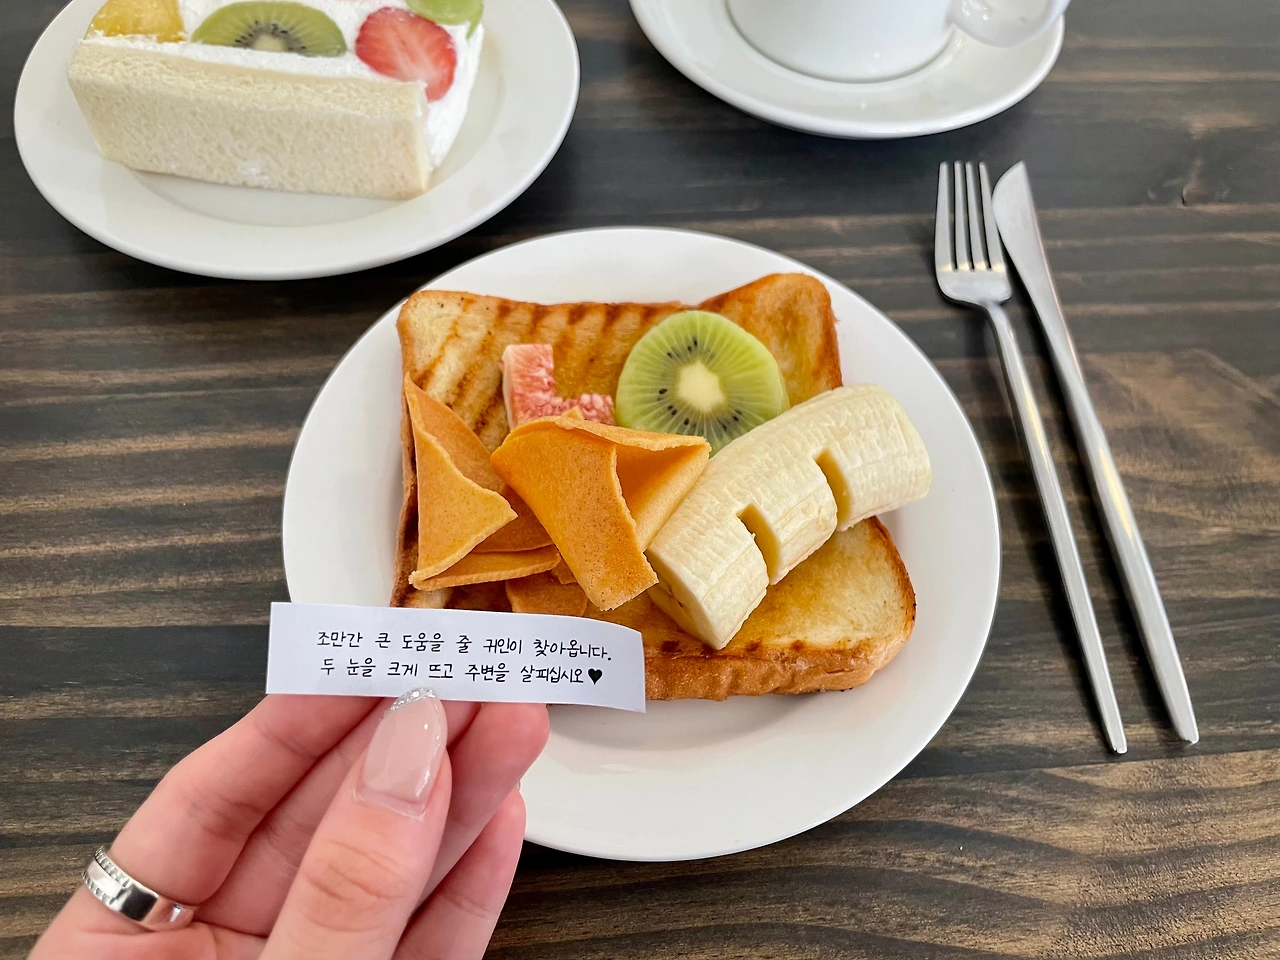 조만간 큰 도움을 줄 귀인이 찾아옵니다.
두 눈을 크게 뜨고 주변을 살피십시오♥